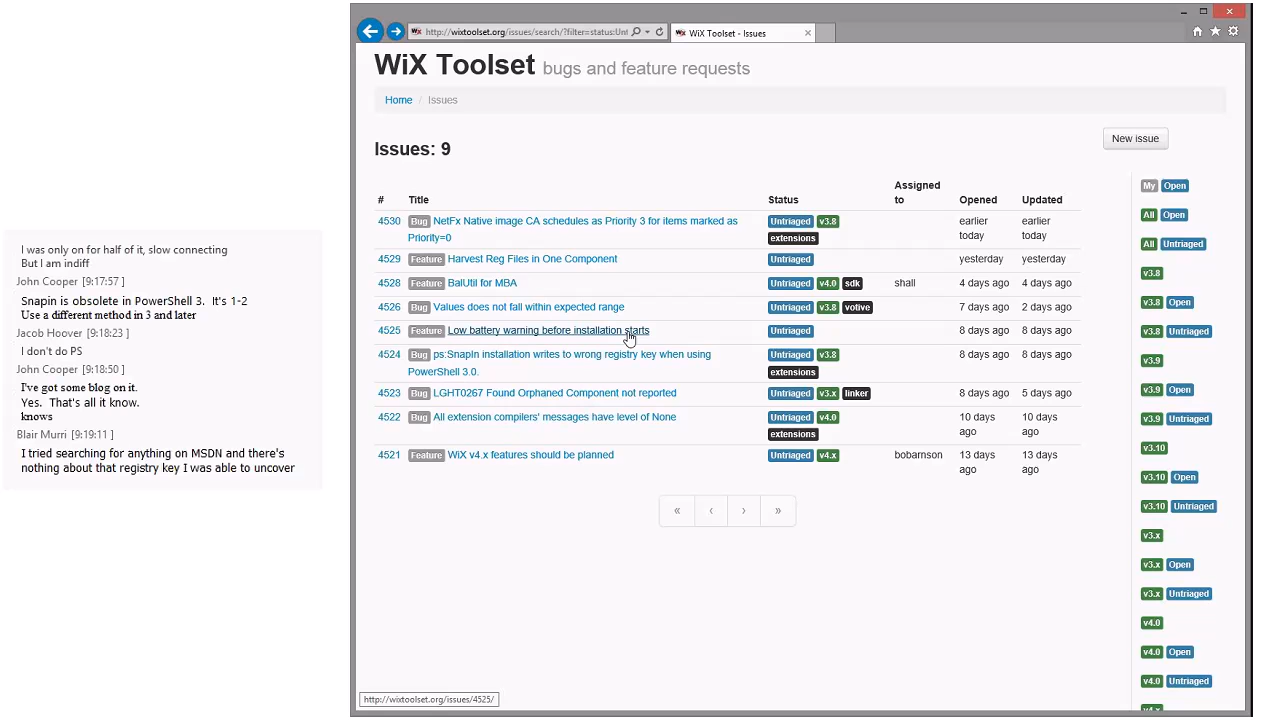 I was only on for half of it, slow connecting
But I am indiff
John Cooper [9:17:57 ]
Snapin is obsolete in PowerShell 3.  It's 1-2
Use a different method in 3 and later
Jacob Hoover [9:18:23 ]
I don't do PS
John Cooper [9:18:50 ]
I've got some blog on it.
Yes.  That's all it know.
knows
Blair Murri [9:19:11 ]
I tried searching for anything on MSDN and there's
nothing about that registry key I was able to uncover
http://wixtoolset.org/issues/search/?filter=status:Unt
WiX Toolset - Issues
WiX Toolset bugs and feature requests
Home / Issues
New issue
Issues: 9
# Title Status Assigned to Opened Updated
4530 Bug NetFx Native image CA schedules as Priority 3 for items marked as Untriaged v3.8 earlier earlier
Priority=0 extensions today today
4529 Feature Harvest Reg Files in One Component Untriaged yesterday yesterday
4528 Feature BalUtil for MBA Untriaged v4.0 sdk shall 4 days ago 4 days ago
4526 Bug Values does not fall within expected range Untriaged v3.8 votive 7 days ago 2 days ago
4525 Feature Low battery warning before installation starts Untriaged 8 days ago 8 days ago
4524 Bug ps:SnapIn installation writes to wrong registry key when using Untriaged v3.8 8 days ago 8 days ago
PowerShell 3.0. extensions
4523 Bug LGHT0267 Found Orphaned Component not reported Untriaged v3.x linker 8 days ago 5 days ago
4522 Bug All extension compilers' messages have level of None Untriaged v4.0 10 days 10 days
extensions ago ago
4521 Feature WiX v4.x features should be planned Untriaged v4.x bobarnson 13 days 13 days
ago ago
« ‹ › »
My Open
All Open
All Untriaged
v3.8
v3.8 Open
v3.8 Untriaged
v3.9
v3.9 Open
v3.9 Untriaged
v3.10
v3.10 Open
v3.10 Untriaged
v3.x
v3.x Open
v3.x Untriaged
v4.0
v4.0 Open
v4.0 Untriaged
v4.x
http://wixtoolset.org/issues/4525/